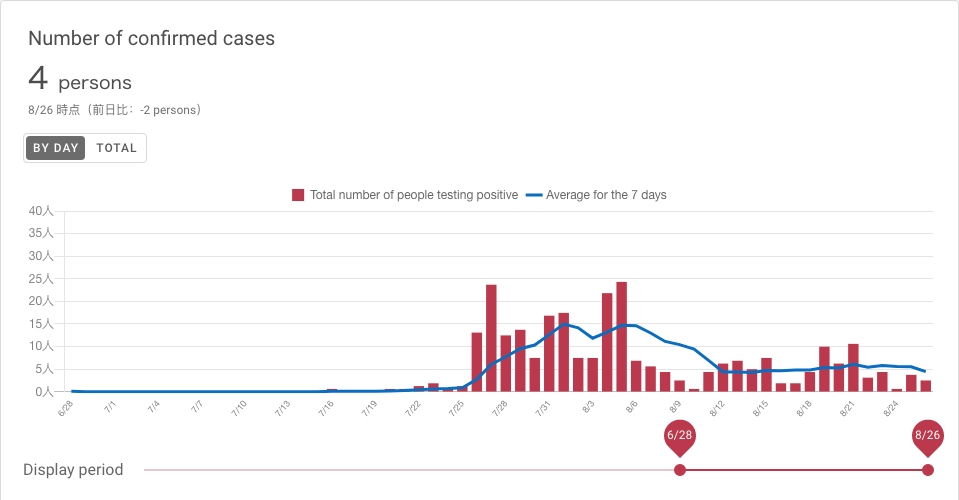 Number of confirmed cases
4 persons
8/26 時点（前日比：-2 persons）
BY DAY TOTAL
Total number of people testing positive Average for the 7 days
40人
35人
30人
25人
20人
15人
10人
5人
0人
6/28 7/1 7/4 7/7 7/10 7/13 7/16 7/19 7/22 7/25 7/28 7/31 8/3 8/6 8/9 8/12 8/15 8/18 8/21 8/24
6/28 8/26
Display period